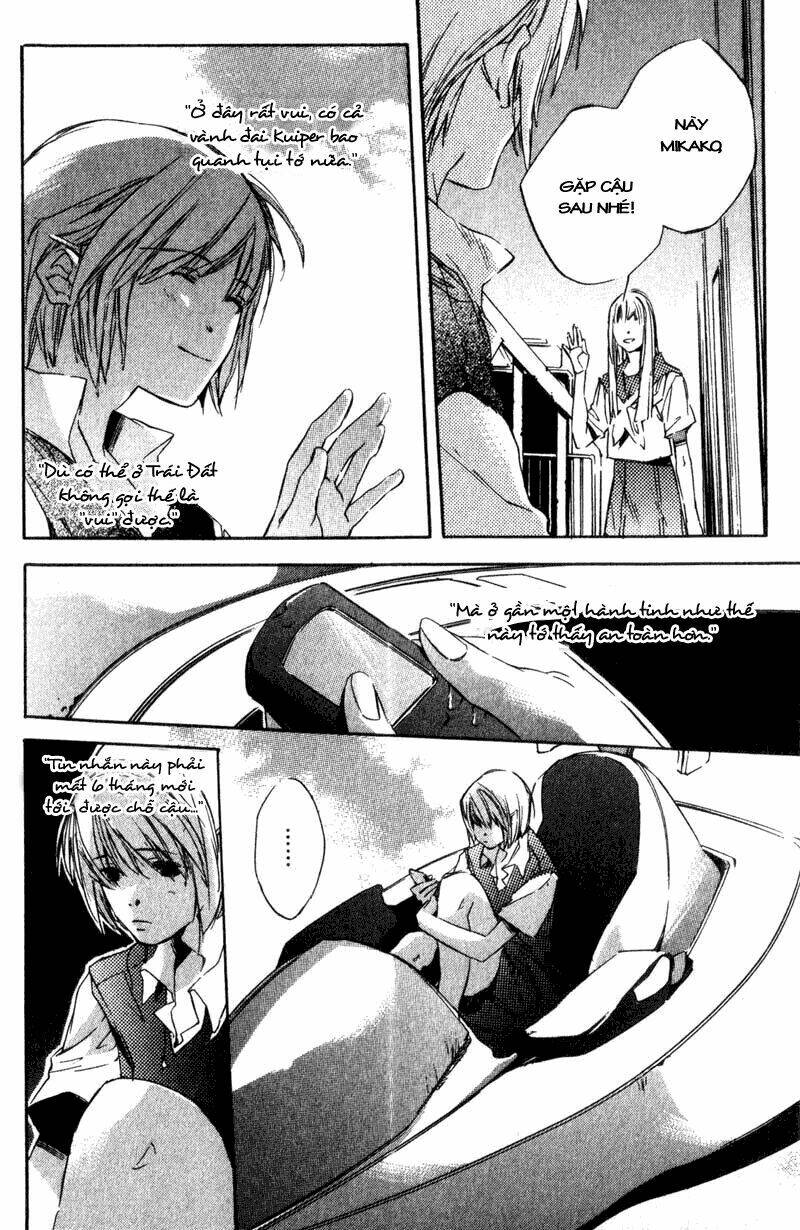 NÀY
MIKAKO,
GẶP CẬU
SAU NHÉ!
"Ở đây rất vui, có cả
vành đai Kuiper bao
quanh tụi tớ nữa."
"Dù có thể ở Trái Đất
không gọi thế là
"vui" được."
"Mà ở gần một hành tinh như thế
này tớ thấy an toàn hơn."
"Tin nhắn này phải
mất 6 tháng mới
tới được chỗ cậu..."
......